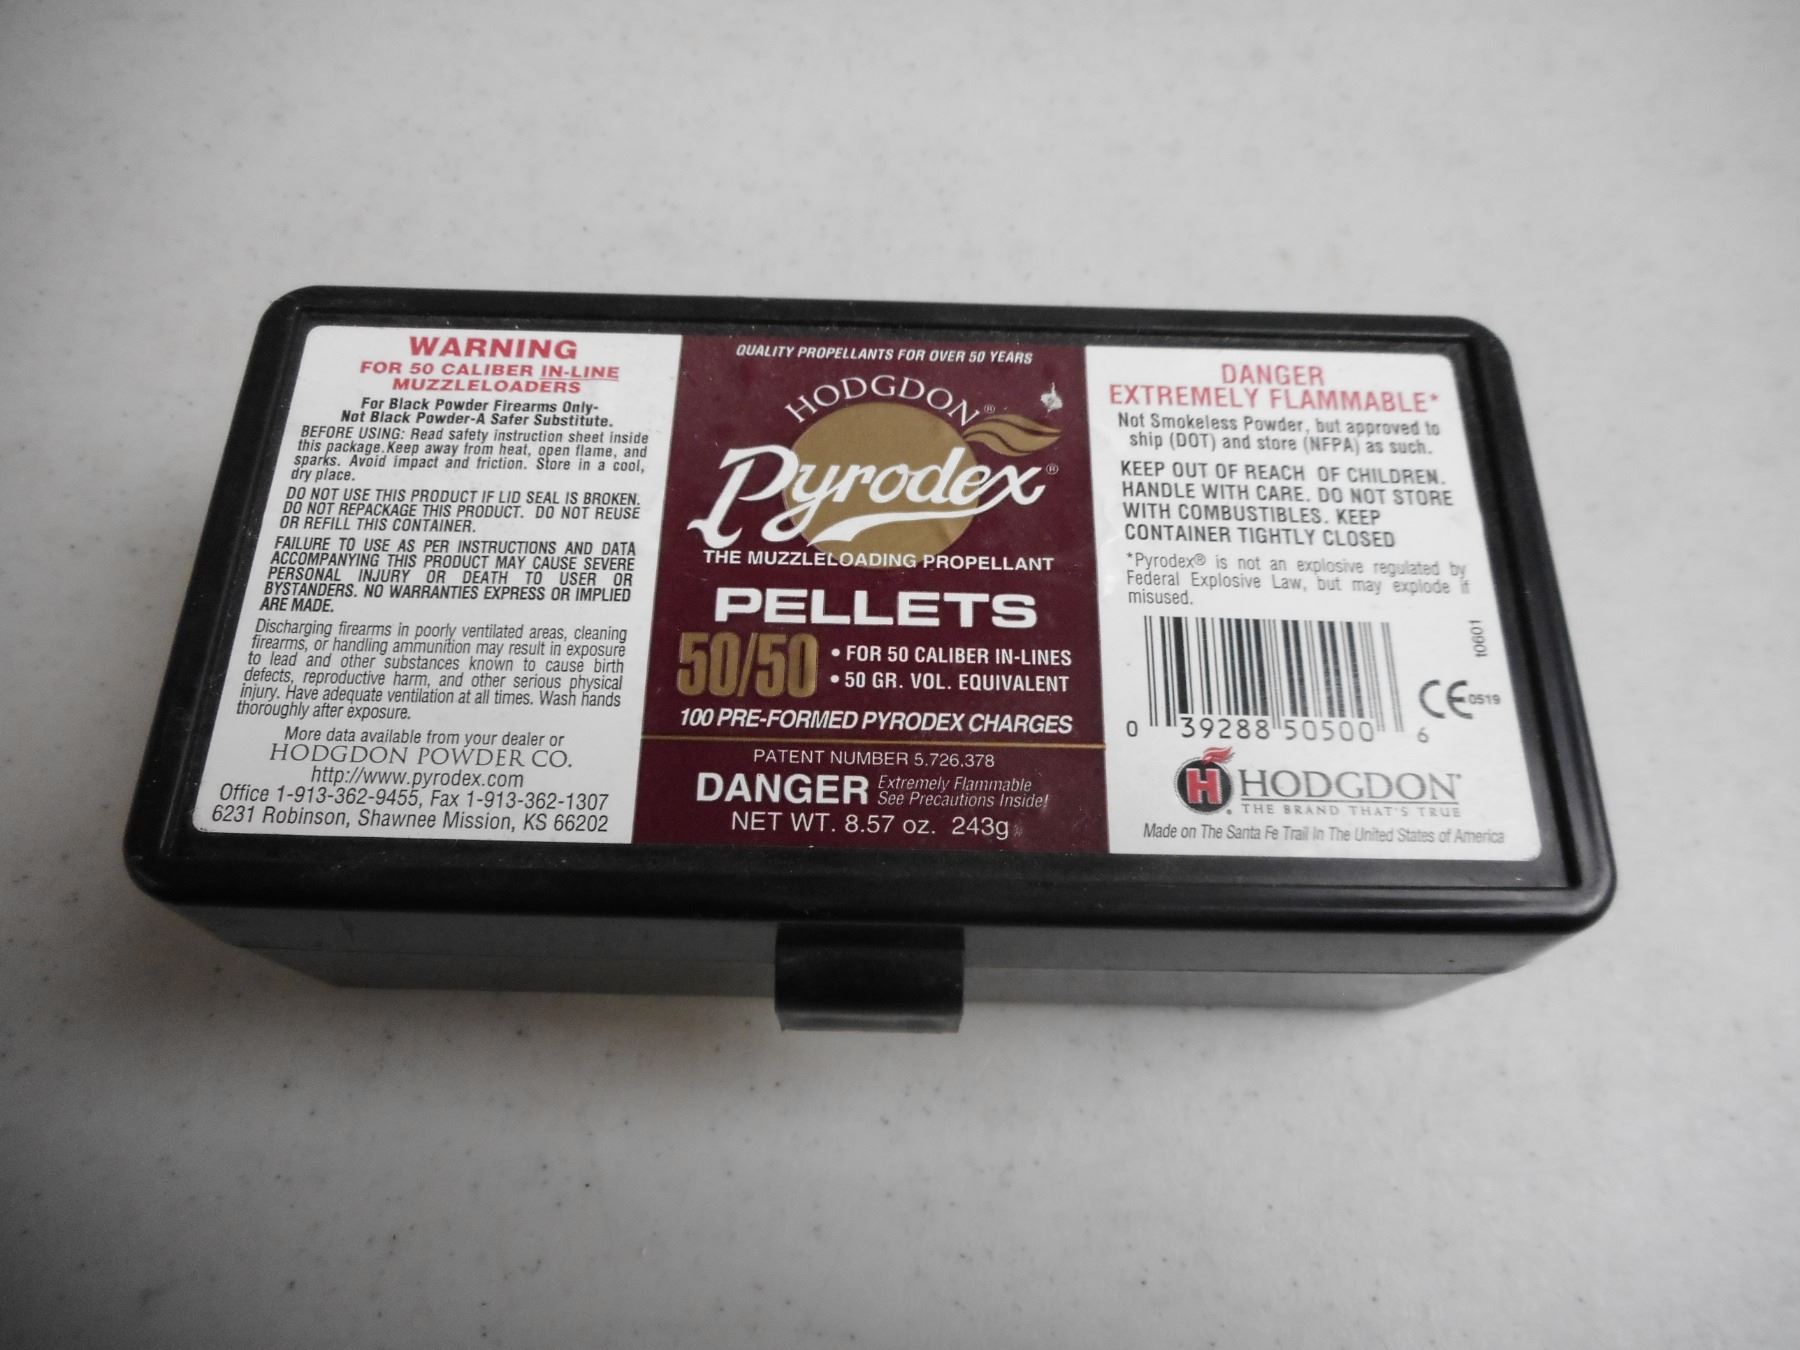 WARNING
FOR 50 CALIBER IN-LINE
MUZZLELOADERS
For Black Powder Firearms Only-
Not Black Powder-A Safer Substitute.
BEFORE USING: Read safety instruction sheet inside
this package.Keep away from heat, open flame, and
sparks. Avoid impact and friction. Store in a cool,
dry place.
DO NOT USE THIS PRODUCT IF LID SEAL IS BROKEN.
DO NOT REPACKAGE THIS PRODUCT. DO NOT REUSE
OR REFILL THIS CONTAINER.
FAILURE TO USE AS PER INSTRUCTIONS AND DATA
ACCOMPANYING THIS PRODUCT MAY CAUSE SEVERE
PERSONAL INJURY OR DEATH TO USER OR
BYSTANDERS. NO WARRANTIES EXPRESS OR IMPLIED
ARE MADE.
Discharging firearms in poorly ventilated areas, cleaning
firearms, or handling ammunition may result in exposure
to lead and other substances known to cause birth
defects, reproductive harm, and other serious physical
injury. Have adequate ventilation at all times. Wash hands
thoroughly after exposure.
More data available from your dealer or
HODGDON POWDER CO.
http://www.pyrodex.com
Office 1-913-362-9455, Fax 1-913-362-1307
6231 Robinson, Shawnee Mission, KS 66202
QUALITY PROPELLANTS FOR OVER 50 YEARS
HODGDON®
Pyrodex®
THE MUZZLELOADING PROPELLANT
PELLETS
50/50
• FOR 50 CALIBER IN-LINES
• 50 GR. VOL. EQUIVALENT
100 PRE-FORMED PYRODEX CHARGES
PATENT NUMBER 5.726.378
DANGER Extremely Flammable
See Precautions Inside!
NET WT. 8.57 oz. 243g
DANGER
EXTREMELY FLAMMABLE*
Not Smokeless Powder, but approved to
ship (DOT) and store (NFPA) as such.
KEEP OUT OF REACH OF CHILDREN.
HANDLE WITH CARE. DO NOT STORE
WITH COMBUSTIBLES. KEEP
CONTAINER TIGHTLY CLOSED
*Pyrodex® is not an explosive regulated by
Federal Explosive Law, but may explode if
misused.
10601
CE 0519
0 39288 50500 6
H HODGDON®
THE BRAND THAT'S TRUE
Made on The Santa Fe Trail In The United States of America